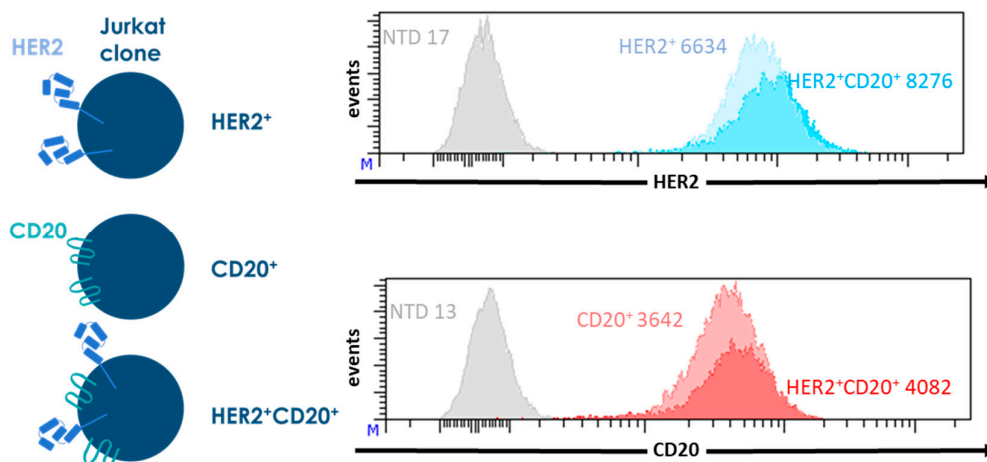 HER2
Jurkat
clone
HER2⁺
CD20
CD20⁺
HER2⁺CD20⁺
events
NTD 17
HER2⁺ 6634
HER2⁺CD20⁺ 8276
M
HER2
events
NTD 13
CD20⁺ 3642
HER2⁺CD20⁺ 4082
M
CD20